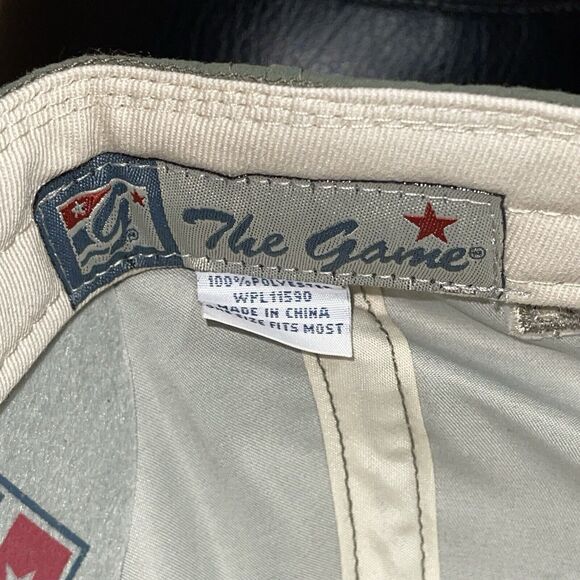 G®
The Game®
100% POLYESTER
WPL11590
MADE IN CHINA
SIZE FITS MOST